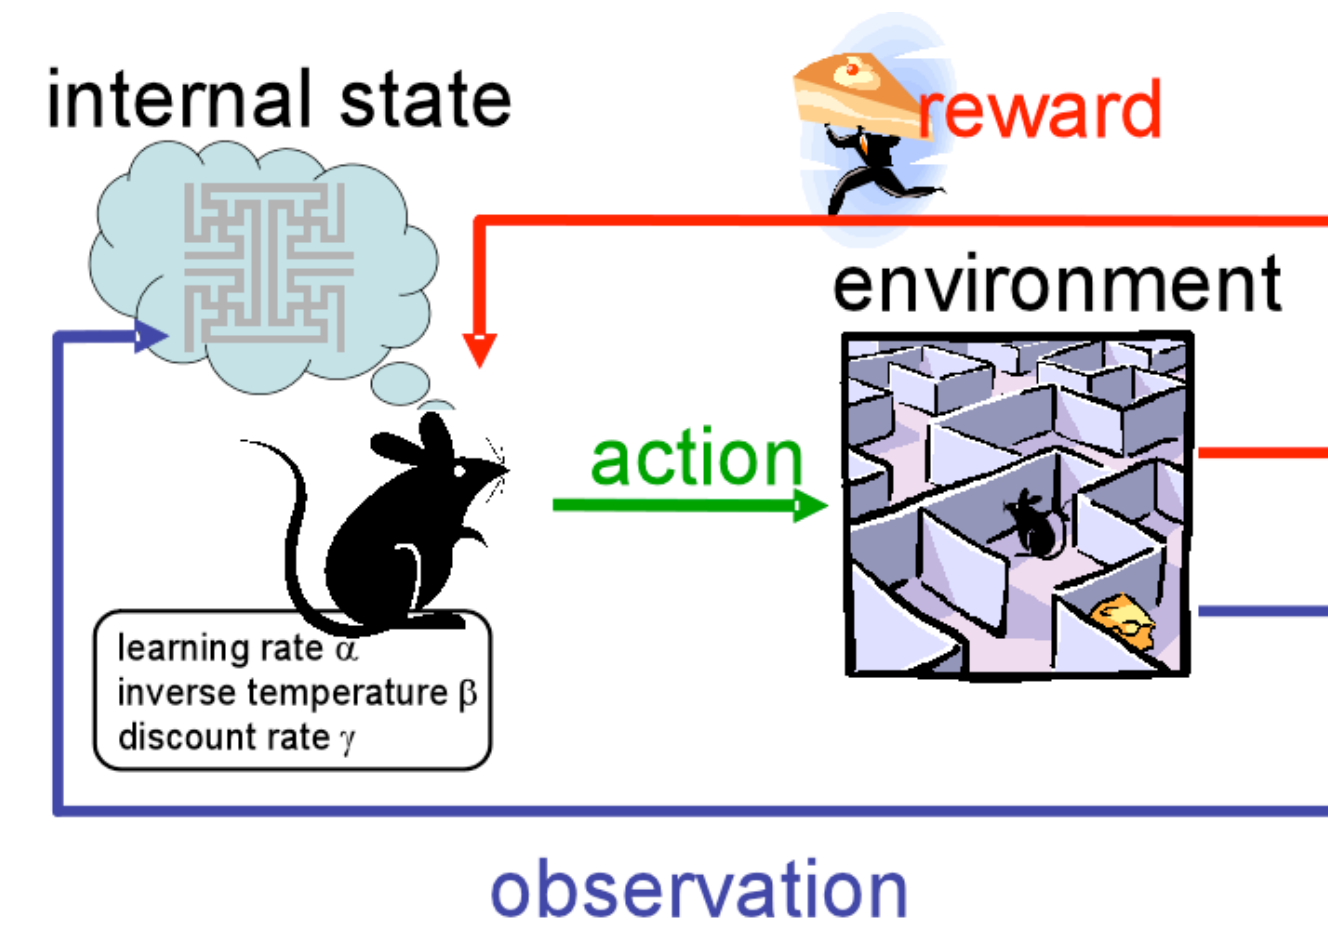 internal state
reward
environment
action
learning rate α
inverse temperature β
discount rate γ
observation